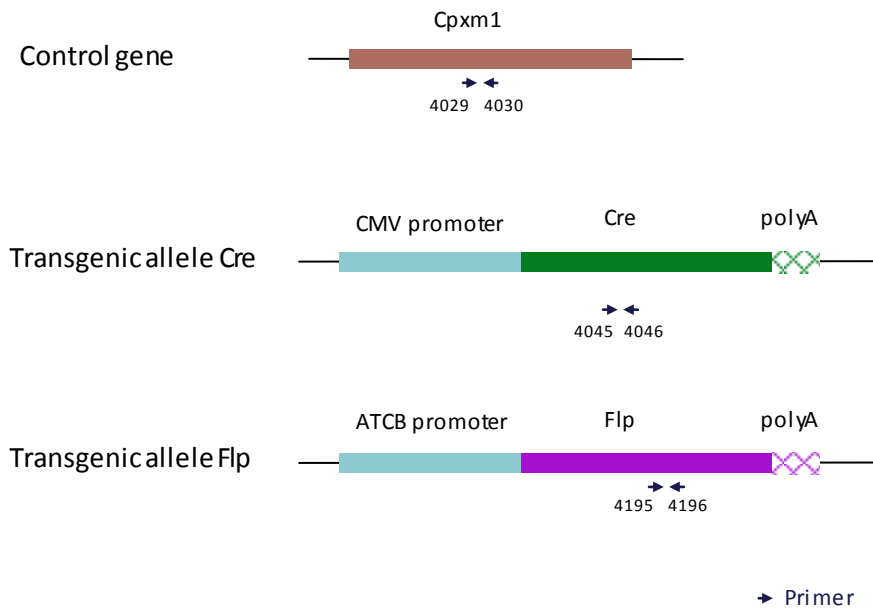 Cpxm1
Control gene
4029 4030
CMV promoter Cre polyA
Transgenic allele Cre
4045 4046
ATCB promoter Flp polyA
Transgenic allele Flp
4195 4196
Primer